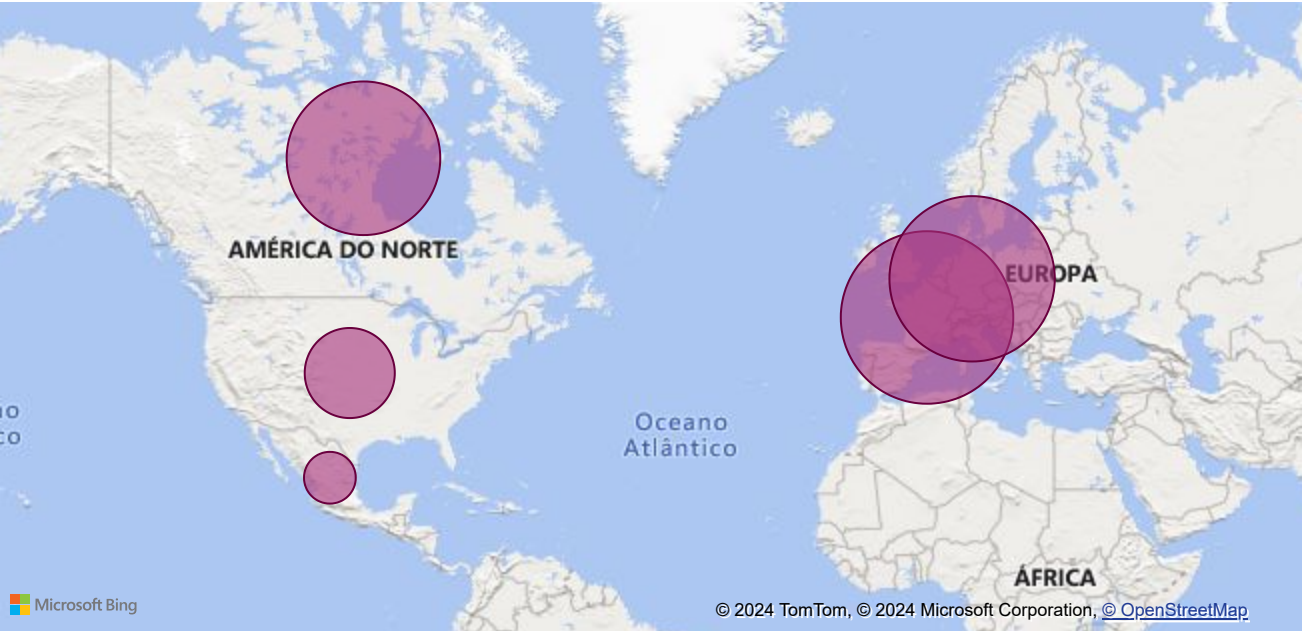 AMÉRICA DO NORTE
EUROPA
Oceano
Atlântico
ÁFRICA
Microsoft Bing
© 2024 TomTom, © 2024 Microsoft Corporation, © OpenStreetMap